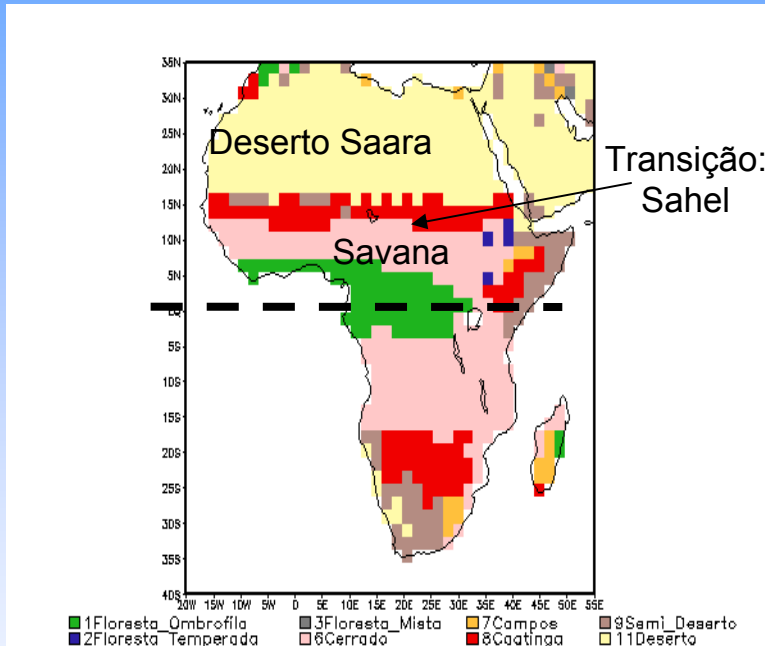 35N
30N
25N
20N
15N
10N
5N
5S
10S
15S
20S
25S
30S
35S
40S
Deserto Saara
Transição:
Sahel
Savana
20W 15W 10W 5W 0 5E 10E 15E 20E 25E 30E 35E 40E 45E 50E 55E
1Floresta_Ombrofila 3Floresta_Mista 7Campos 9Semi_Deserto
2Floresta_Temperada 6Cerrado 8Caatinga 11Deserto